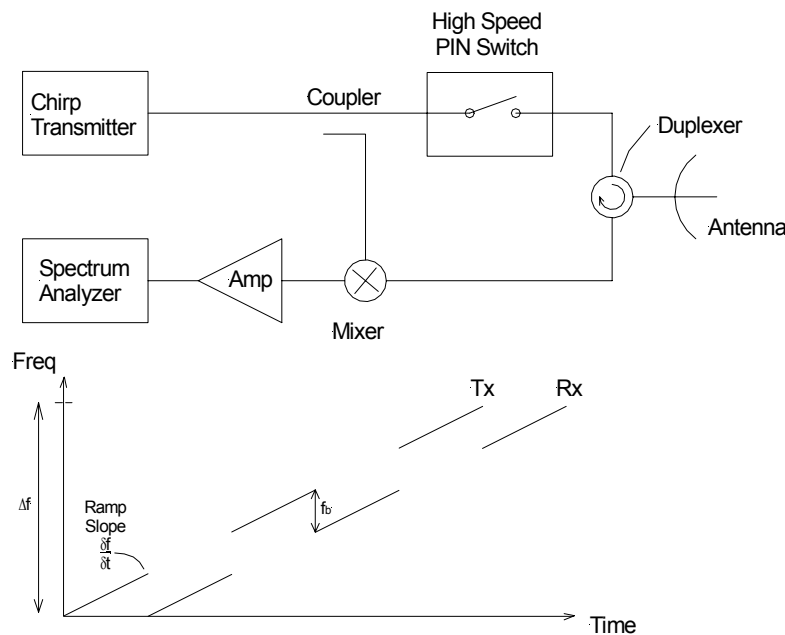 High Speed
PIN Switch
Chirp
Transmitter
Coupler
Duplexer
Antenna
Spectrum
Analyzer
Amp
Mixer
Freq
Tx
Rx
Δf
Ramp
Slope
δf
δt
fb
Time